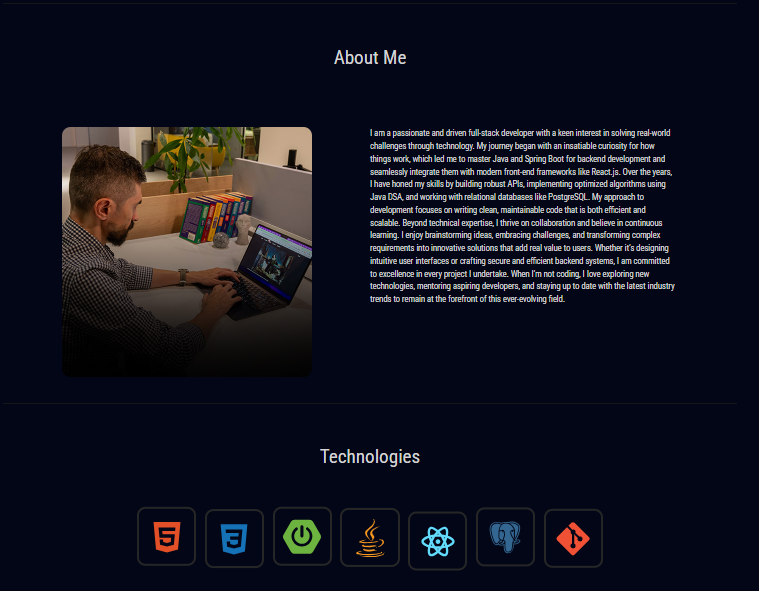 About Me
I am a passionate and driven full-stack developer with a keen interest in solving real-world
challenges through technology. My journey began with an insatiable curiosity for how
things work, which led me to master Java and Spring Boot for backend development and
seamlessly integrate them with modern front-end frameworks like React.js. Over the years,
I have honed my skills by building robust APIs, implementing optimized algorithms using
Java DSA, and working with relational databases like PostgreSQL. My approach to
development focuses on writing clean, maintainable code that is both efficient and
scalable. Beyond technical expertise, I thrive on collaboration and believe in continuous
learning. I enjoy brainstorming ideas, embracing challenges, and transforming complex
requirements into innovative solutions that add real value to users. Whether it's designing
intuitive user interfaces or crafting secure and efficient backend systems, I am committed
to excellence in every project I undertake. When I'm not coding, I love exploring new
technologies, mentoring aspiring developers, and staying up to date with the latest industry
trends to remain at the forefront of this ever-evolving field.
Technologies